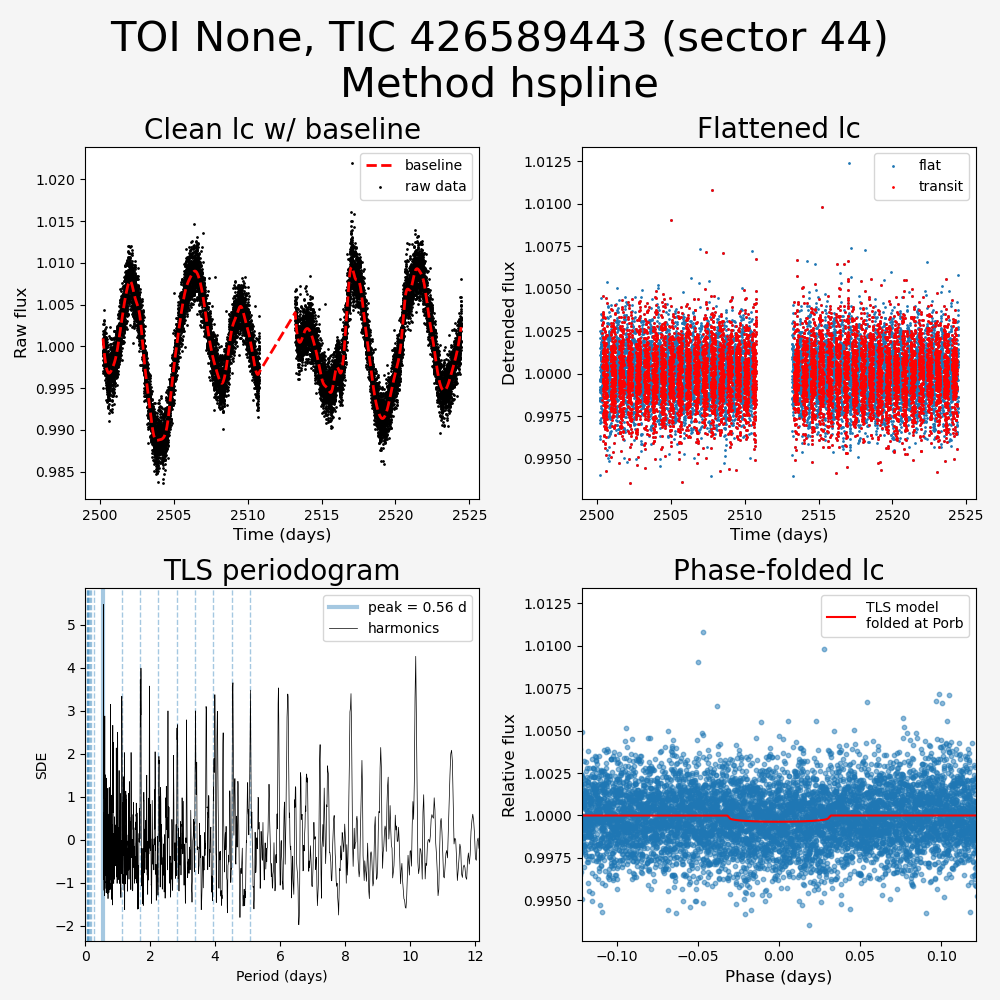 TOI None, TIC 426589443 (sector 44)
Method hspline
Clean lc w/ baseline
Raw flux
1.020
1.015
1.010
1.005
1.000
0.995
0.990
0.985
baseline
raw data
2500
2505
2510
2515
2520
2525
Time (days)
Flattened lc
Detrended flux
1.0125
1.0100
1.0075
1.0050
1.0025
1.0000
0.9975
0.9950
flat
transit
2500
2505
2510
2515
2520
2525
Time (days)
TLS periodogram
SDE
5
4
3
2
1
0
−1
−2
peak = 0.56 d
harmonics
0
2
4
6
8
10
12
Period (days)
Phase-folded lc
Relative flux
1.0125
1.0100
1.0075
1.0050
1.0025
1.0000
0.9975
0.9950
TLS model
folded at Porb
−0.10
−0.05
0.00
0.05
0.10
Phase (days)